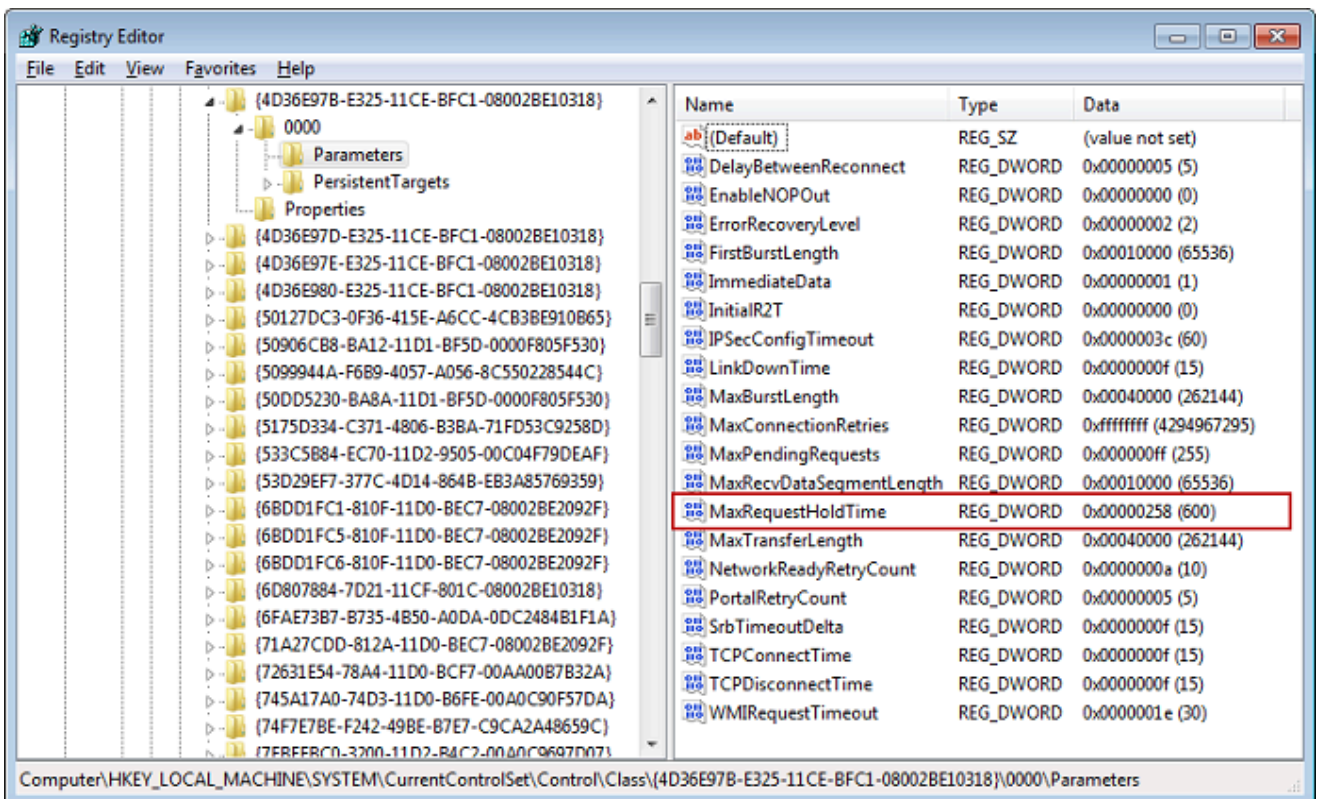 Registry Editor
File Edit View Favorites Help
{4D36E97B-E325-11CE-BFC1-08002BE10318}
0000
Parameters
PersistentTargets
Properties
{4D36E97D-E325-11CE-BFC1-08002BE10318}
{4D36E97E-E325-11CE-BFC1-08002BE10318}
{4D36E980-E325-11CE-BFC1-08002BE10318}
{50127DC3-0F36-415E-A6CC-4CB3BE910B65}
{50906CB8-BA12-11D1-BF5D-0000F805F530}
{5099944A-F6B9-4057-A056-8C550228544C}
{50DD5230-BA8A-11D1-BF5D-0000F805F530}
{5175D334-C371-4806-B3BA-71FD53C9258D}
{533C5B84-EC70-11D2-9505-00C04F79DEAF}
{53D29EF7-377C-4D14-864B-EB3A85769359}
{6BDD1FC1-810F-11D0-BEC7-08002BE2092F}
{6BDD1FC5-810F-11D0-BEC7-08002BE2092F}
{6BDD1FC6-810F-11D0-BEC7-08002BE2092F}
{6D807884-7D21-11CF-801C-08002BE10318}
{6FAE73B7-B735-4B50-A0DA-0DC2484B1F1A}
{71A27CDD-812A-11D0-BEC7-08002BE2092F}
{72631E54-78A4-11D0-BCF7-00AA00B7B32A}
{745A17A0-74D3-11D0-B6FE-00A0C90F57DA}
{74F7E7BE-F242-49BE-B7E7-C9CA2A48659C}
{7EBEFBC0-3200-11D2-B4C2-00A0C9697D07}
Name Type Data
(Default) REG_SZ (value not set)
DelayBetweenReconnect REG_DWORD 0x00000005 (5)
EnableNOPOut REG_DWORD 0x00000000 (0)
ErrorRecoveryLevel REG_DWORD 0x00000002 (2)
FirstBurstLength REG_DWORD 0x00010000 (65536)
ImmediateData REG_DWORD 0x00000001 (1)
InitialR2T REG_DWORD 0x00000000 (0)
IPSecConfigTimeout REG_DWORD 0x0000003c (60)
LinkDownTime REG_DWORD 0x0000000f (15)
MaxBurstLength REG_DWORD 0x00040000 (262144)
MaxConnectionRetries REG_DWORD 0xffffffff (4294967295)
MaxPendingRequests REG_DWORD 0x000000ff (255)
MaxRecvDataSegmentLength REG_DWORD 0x00010000 (65536)
MaxRequestHoldTime REG_DWORD 0x00000258 (600)
MaxTransferLength REG_DWORD 0x00040000 (262144)
NetworkReadyRetryCount REG_DWORD 0x0000000a (10)
PortalRetryCount REG_DWORD 0x00000005 (5)
SrbTimeoutDelta REG_DWORD 0x0000000f (15)
TCPConnectTime REG_DWORD 0x0000000f (15)
TCPDisconnectTime REG_DWORD 0x0000000f (15)
WMIRequestTimeout REG_DWORD 0x0000001e (30)
Computer\HKEY_LOCAL_MACHINE\SYSTEM\CurrentControlSet\Control\Class\{4D36E97B-E325-11CE-BFC1-08002BE10318}\0000\Parameters